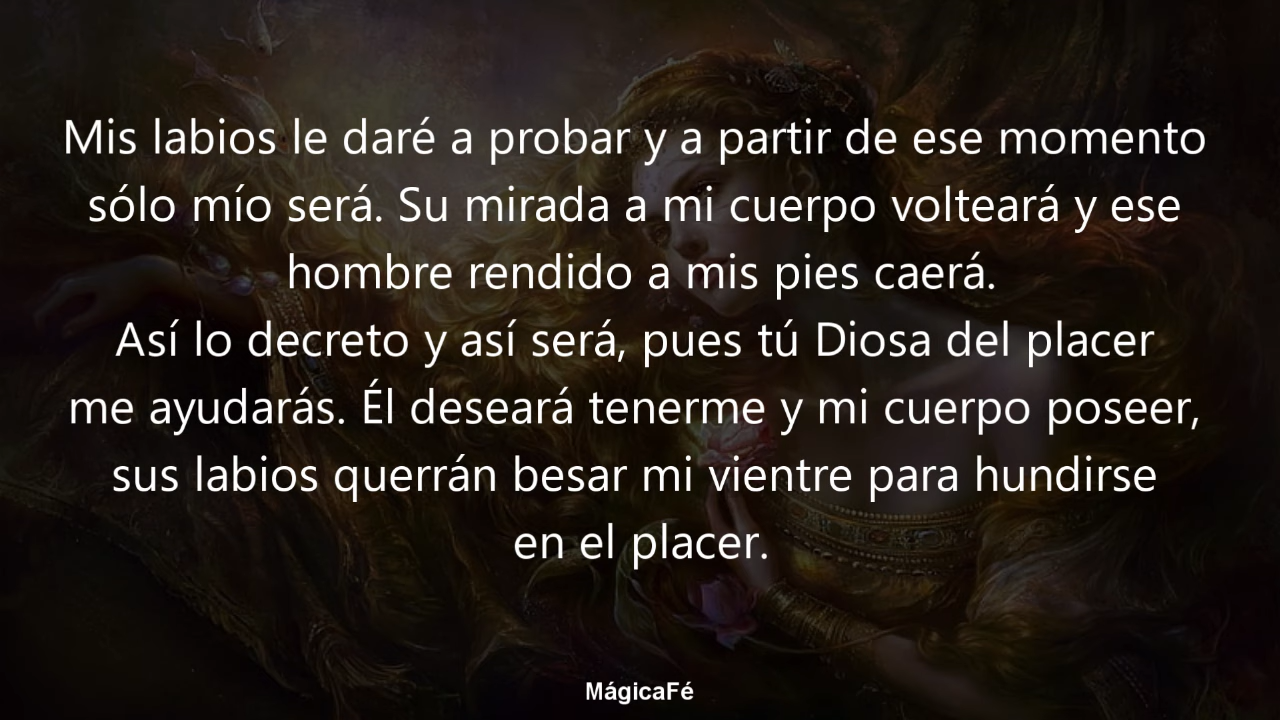 Mis labios le daré a probar y a partir de ese momento
sólo mío será. Su mirada a mi cuerpo volteará y ese
hombre rendido a mis pies caerá.
Así lo decreto y así será, pues tú Diosa del placer
me ayudarás. Él deseará tenerme y mi cuerpo poseer,
sus labios querrán besar mi vientre para hundirse
en el placer.
MágicaFé